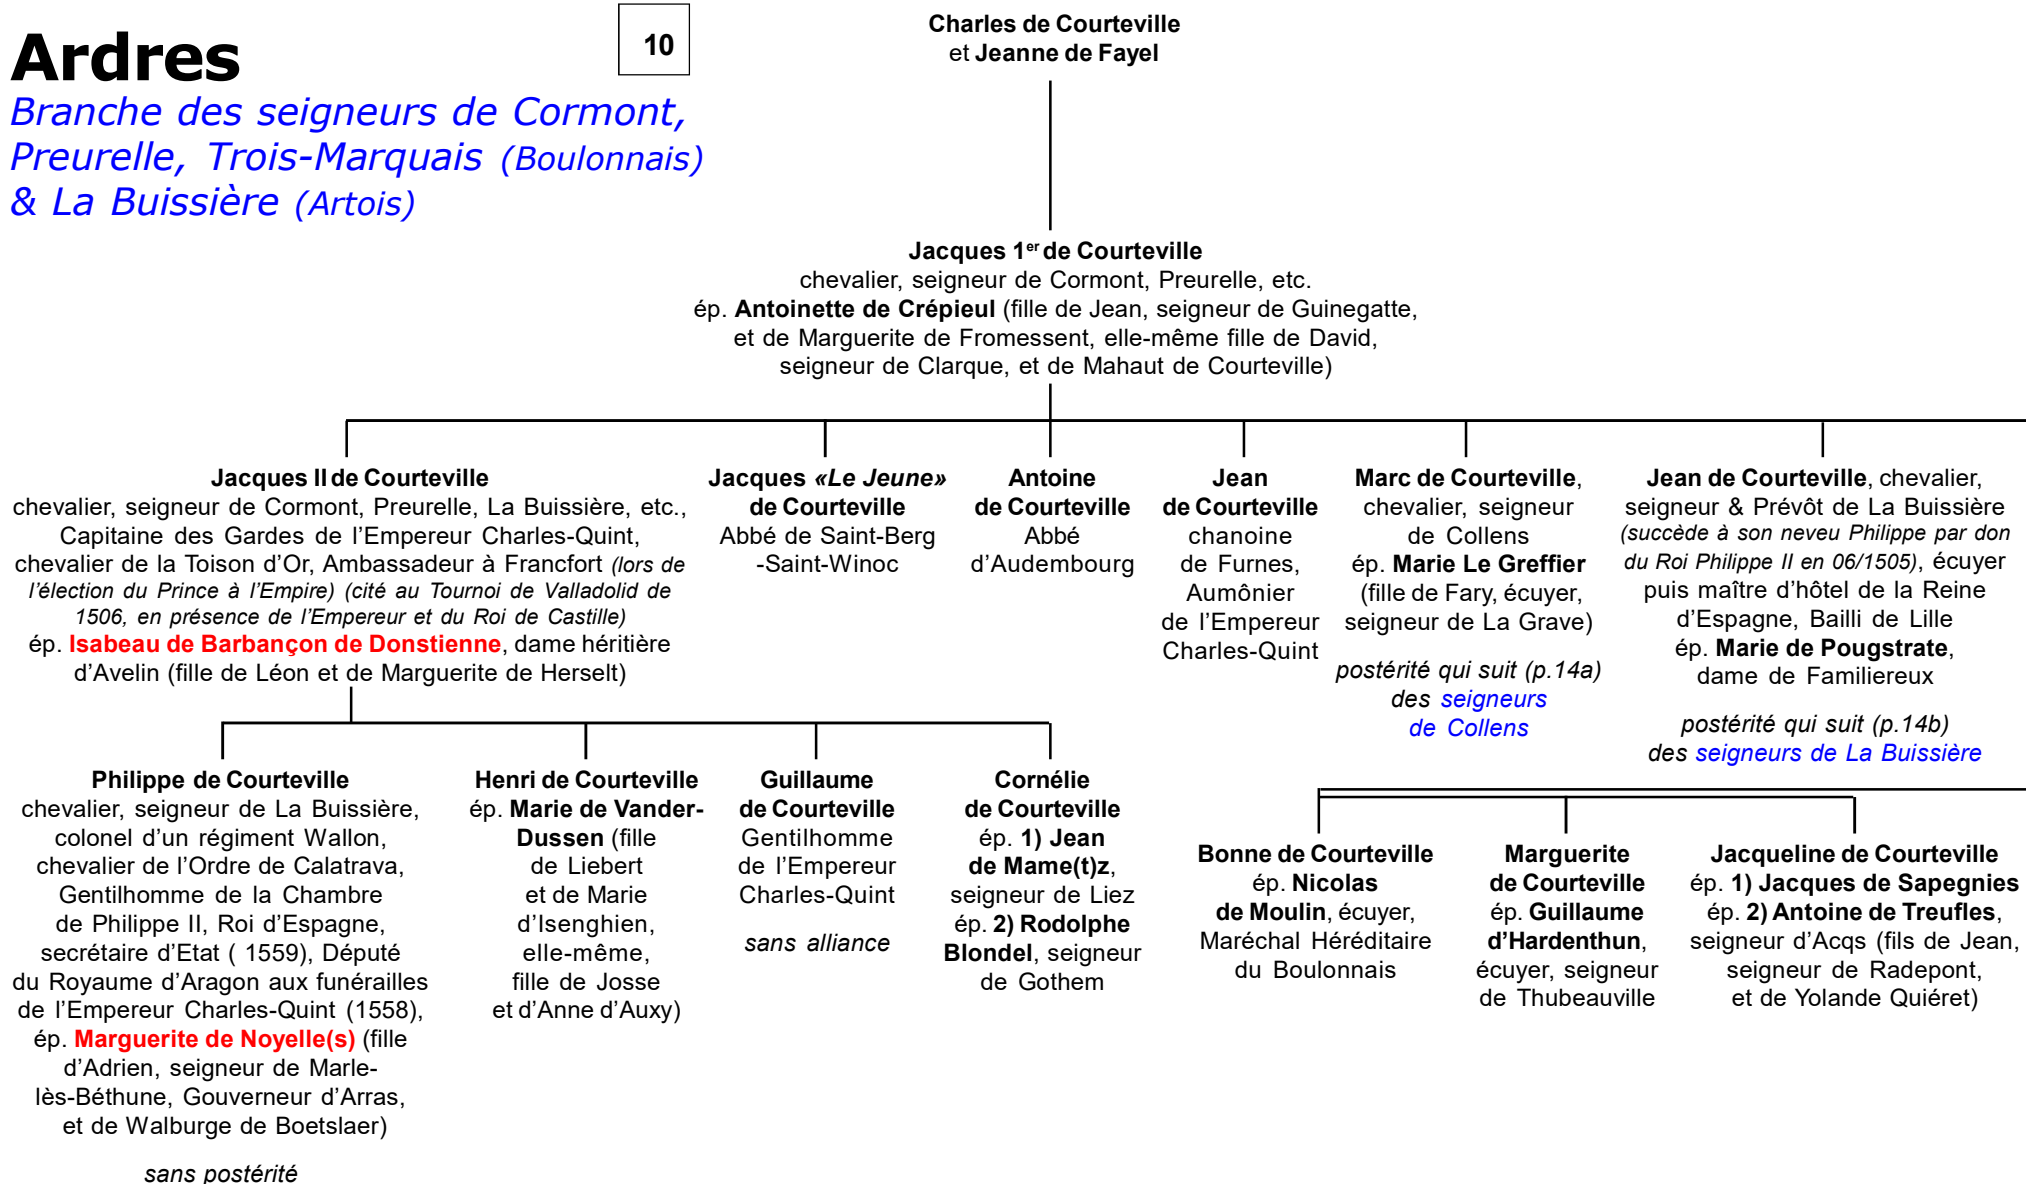 Ardres
10
Branche des seigneurs de Cormont,
Preurelle, Trois-Marquais (Boulonnais)
& La Buissière (Artois)
Charles de Courteville
et Jeanne de Fayel
Jacques 1er de Courteville
chevalier, seigneur de Cormont, Preurelle, etc.
ép. Antoinette de Crépieul (fille de Jean, seigneur de Guinegatte,
et de Marguerite de Fromessent, elle-même fille de David,
seigneur de Clarque, et de Mahaut de Courteville)
Jacques II de Courteville
chevalier, seigneur de Cormont, Preurelle, La Buissière, etc.,
Capitaine des Gardes de l’Empereur Charles-Quint,
chevalier de la Toison d’Or, Ambassadeur à Francfort (lors de
l’élection du Prince à l’Empire) (cité au Tournoi de Valladolid de
1506, en présence de l’Empereur et du Roi de Castille)
ép. Isabeau de Barbançon de Donstienne, dame héritière
d’Avelin (fille de Léon et de Marguerite de Herselt)
Jacques «Le Jeune»
de Courteville
Abbé de Saint-Berg
-Saint-Winoc
Antoine
de Courteville
Abbé
d’Audembourg
Jean
de Courteville
chanoine
de Furnes,
Aumônier
de l’Empereur
Charles-Quint
Marc de Courteville,
chevalier, seigneur
de Collens
ép. Marie Le Greffier
(fille de Fary, écuyer,
seigneur de La Grave)
postérité qui suit (p.14a)
des seigneurs
de Collens
Jean de Courteville, chevalier,
seigneur & Prévôt de La Buissière
(succède à son neveu Philippe par don
du Roi Philippe II en 06/1505), écuyer
puis maître d’hôtel de la Reine
d’Espagne, Bailli de Lille
ép. Marie de Pougstrate,
dame de Familiereux
postérité qui suit (p.14b)
des seigneurs de La Buissière
Philippe de Courteville
chevalier, seigneur de La Buissière,
colonel d’un régiment Wallon,
chevalier de l’Ordre de Calatrava,
Gentilhomme de la Chambre
de Philippe II, Roi d’Espagne,
secrétaire d’Etat ( 1559), Député
du Royaume d’Aragon aux funérailles
de l’Empereur Charles-Quint (1558),
ép. Marguerite de Noyelle(s) (fille
d’Adrien, seigneur de Marle-
lès-Béthune, Gouverneur d’Arras,
et de Walburge de Boetslaer)
sans postérité
Henri de Courteville
ép. Marie de Vander-
Dussen (fille
de Liebert
et de Marie
d’Isenghien,
elle-même,
fille de Josse
et d’Anne d’Auxy)
Guillaume
de Courteville
Gentilhomme
de l’Empereur
Charles-Quint
sans alliance
Cornélie
de Courteville
ép. 1) Jean
de Mame(t)z,
seigneur de Liez
ép. 2) Rodolphe
Blondel, seigneur
de Gothem
Bonne de Courteville
ép. Nicolas
de Moulin, écuyer,
Maréchal Héréditaire
du Boulonnais
Marguerite
de Courteville
ép. Guillaume
d’Hardenthun,
écuyer, seigneur
de Thubeauville
Jacqueline de Courteville
ép. 1) Jacques de Sapegnies
ép. 2) Antoine de Treufles,
seigneur d’Acqs (fils de Jean,
seigneur de Radepont,
et de Yolande Quiéret)